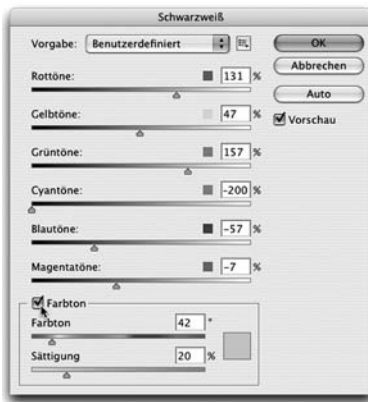 Schwarzweiß
Vorgabe: Benutzerdefiniert
OK
Abbrechen
Auto
Vorschau
Rottöne: 131 %
Gelbtöne: 47 %
Grüntöne: 157 %
Cyantöne: -200 %
Blautöne: -57 %
Magentatöne: -7 %
Farbton
Farbton 42 °
Sättigung 20 %